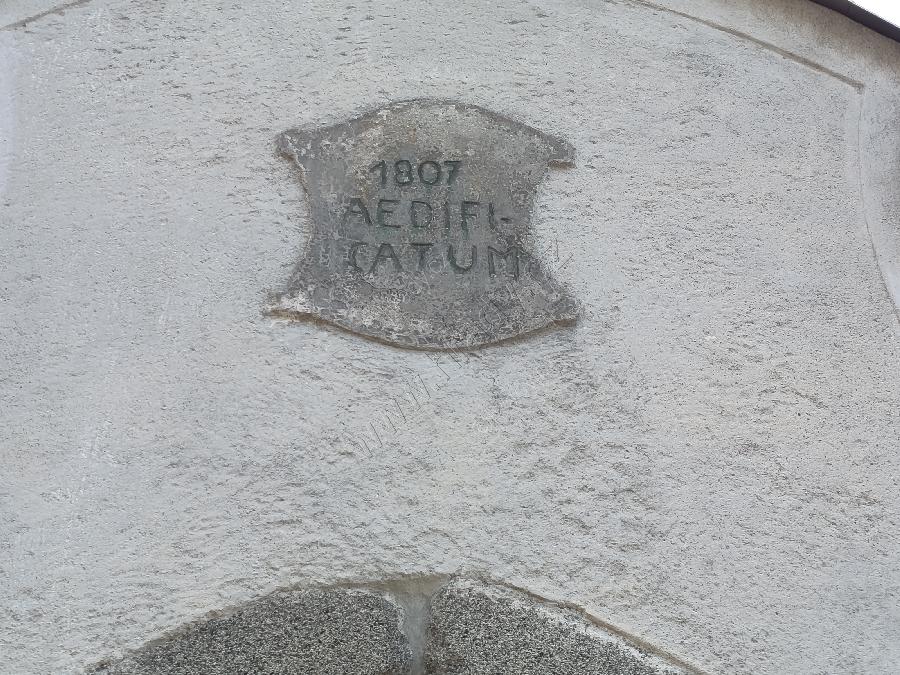 1807
AEDIFI-
CATUM